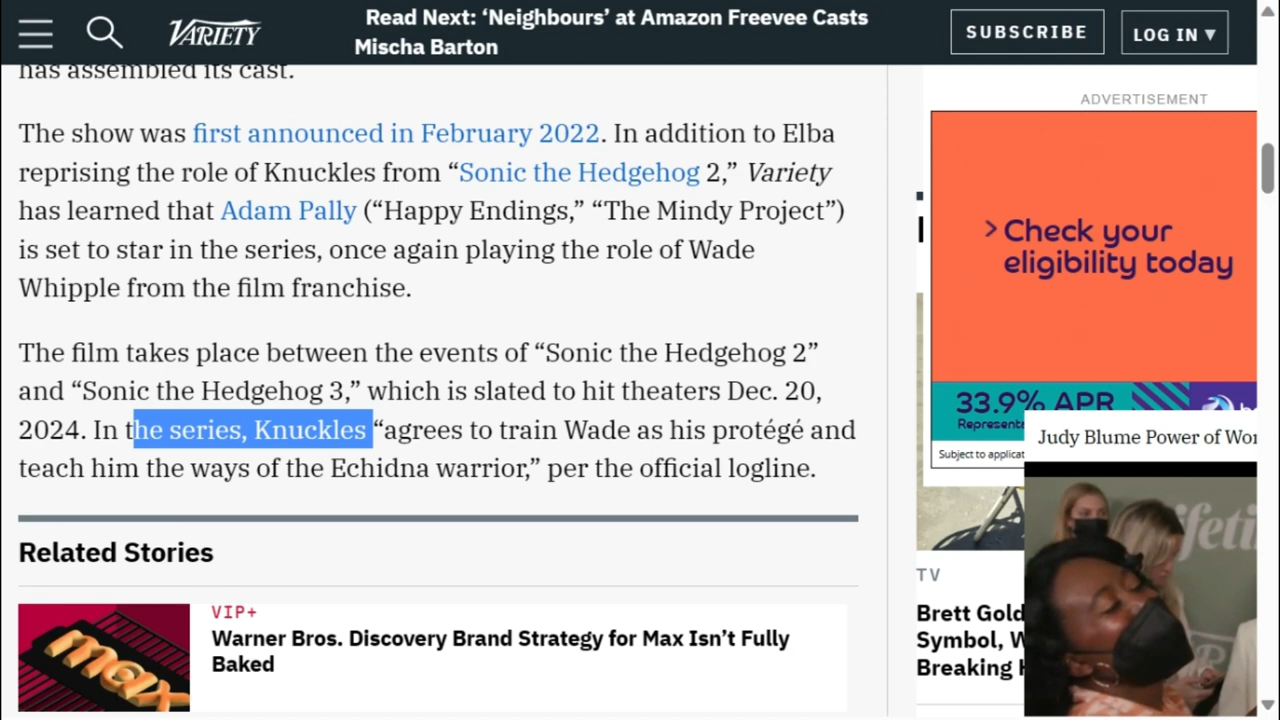 Read Next: ‘Neighbours’ at Amazon Freevee Casts
Mischa Barton
VARIETY
SUBSCRIBE
LOG IN ▼
has assembled its cast.
The show was first announced in February 2022. In addition to Elba
reprising the role of Knuckles from “Sonic the Hedgehog 2,” Variety
has learned that Adam Pally (“Happy Endings,” “The Mindy Project”)
is set to star in the series, once again playing the role of Wade
Whipple from the film franchise.
The film takes place between the events of “Sonic the Hedgehog 2”
and “Sonic the Hedgehog 3,” which is slated to hit theaters Dec. 20,
2024. In the series, Knuckles “agrees to train Wade as his protégé and
teach him the ways of the Echidna warrior,” per the official logline.
Related Stories
VIP+
Warner Bros. Discovery Brand Strategy for Max Isn’t Fully
Baked
max
ADVERTISEMENT
> Check your
eligibility today
33.9% APR
Subject to
Judy Blume Power of
TV
Brett
Symbol,
Breaking